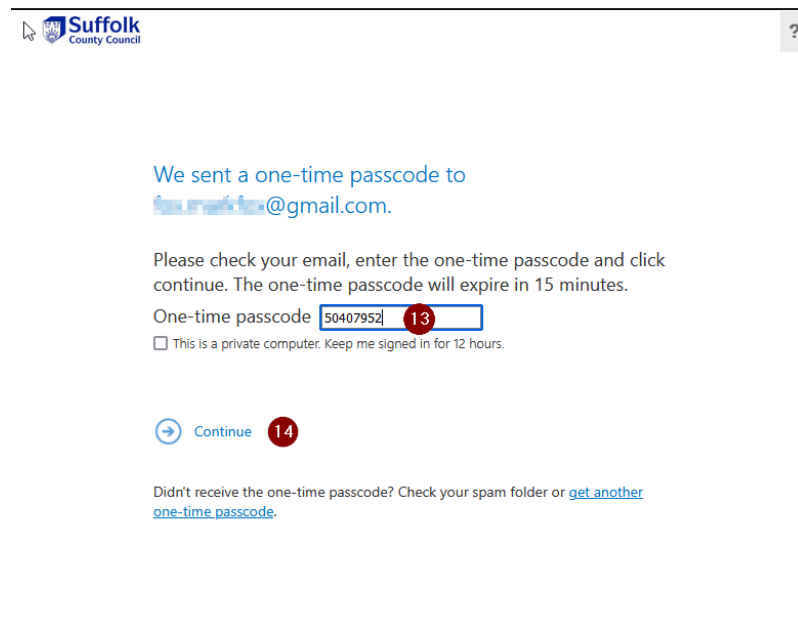 Suffolk
County Council
?
We sent a one-time passcode to
@gmail.com.
Please check your email, enter the one-time passcode and click
continue. The one-time passcode will expire in 15 minutes.
One-time passcode 50407952 13
This is a private computer. Keep me signed in for 12 hours.
Continue 14
Didn't receive the one-time passcode? Check your spam folder or get another
one-time passcode.